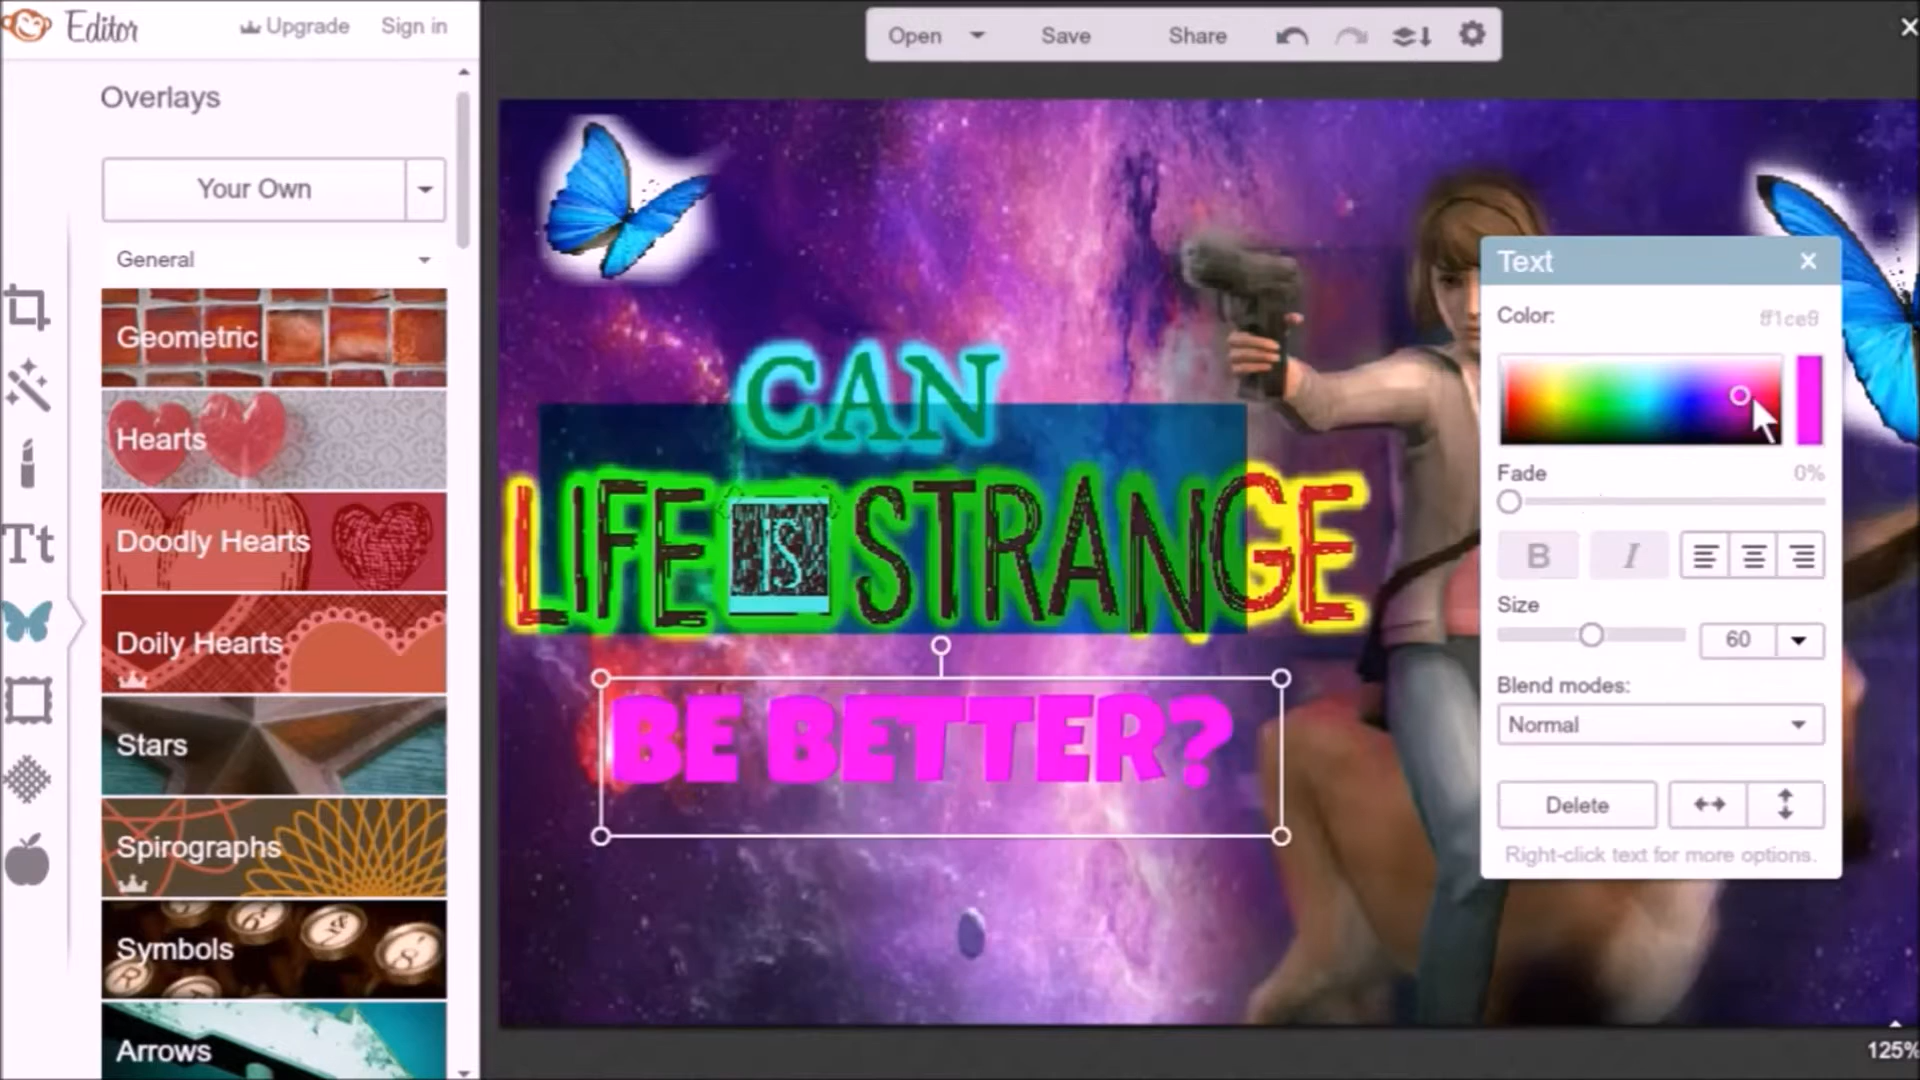 Editor
Upgrade
Sign in
Open
Save
Share
Overlays
Your Own
General
Geometric
Hearts
Doodly Hearts
Doily Hearts
Stars
Spirographs
Symbols
Arrows
Tt
CAN
LIFE IS STRANGE
BE BETTER?
Text
Color:
ff1ce9
Fade
0%
B
I
Size
60
Blend modes:
Normal
Delete
Right-click text for more options.
125%